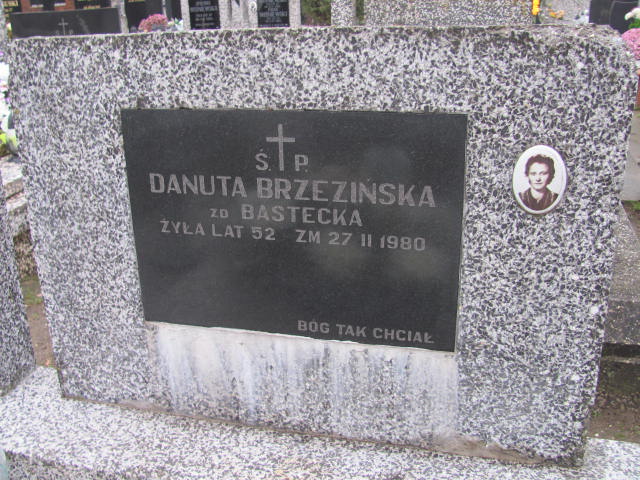 Ś. P.
DANUTA BRZEZIŃSKA
ZD BASTECKA
ŻYŁA LAT 52 ZM 27 II 1980
BÓG TAK CHCIAŁ